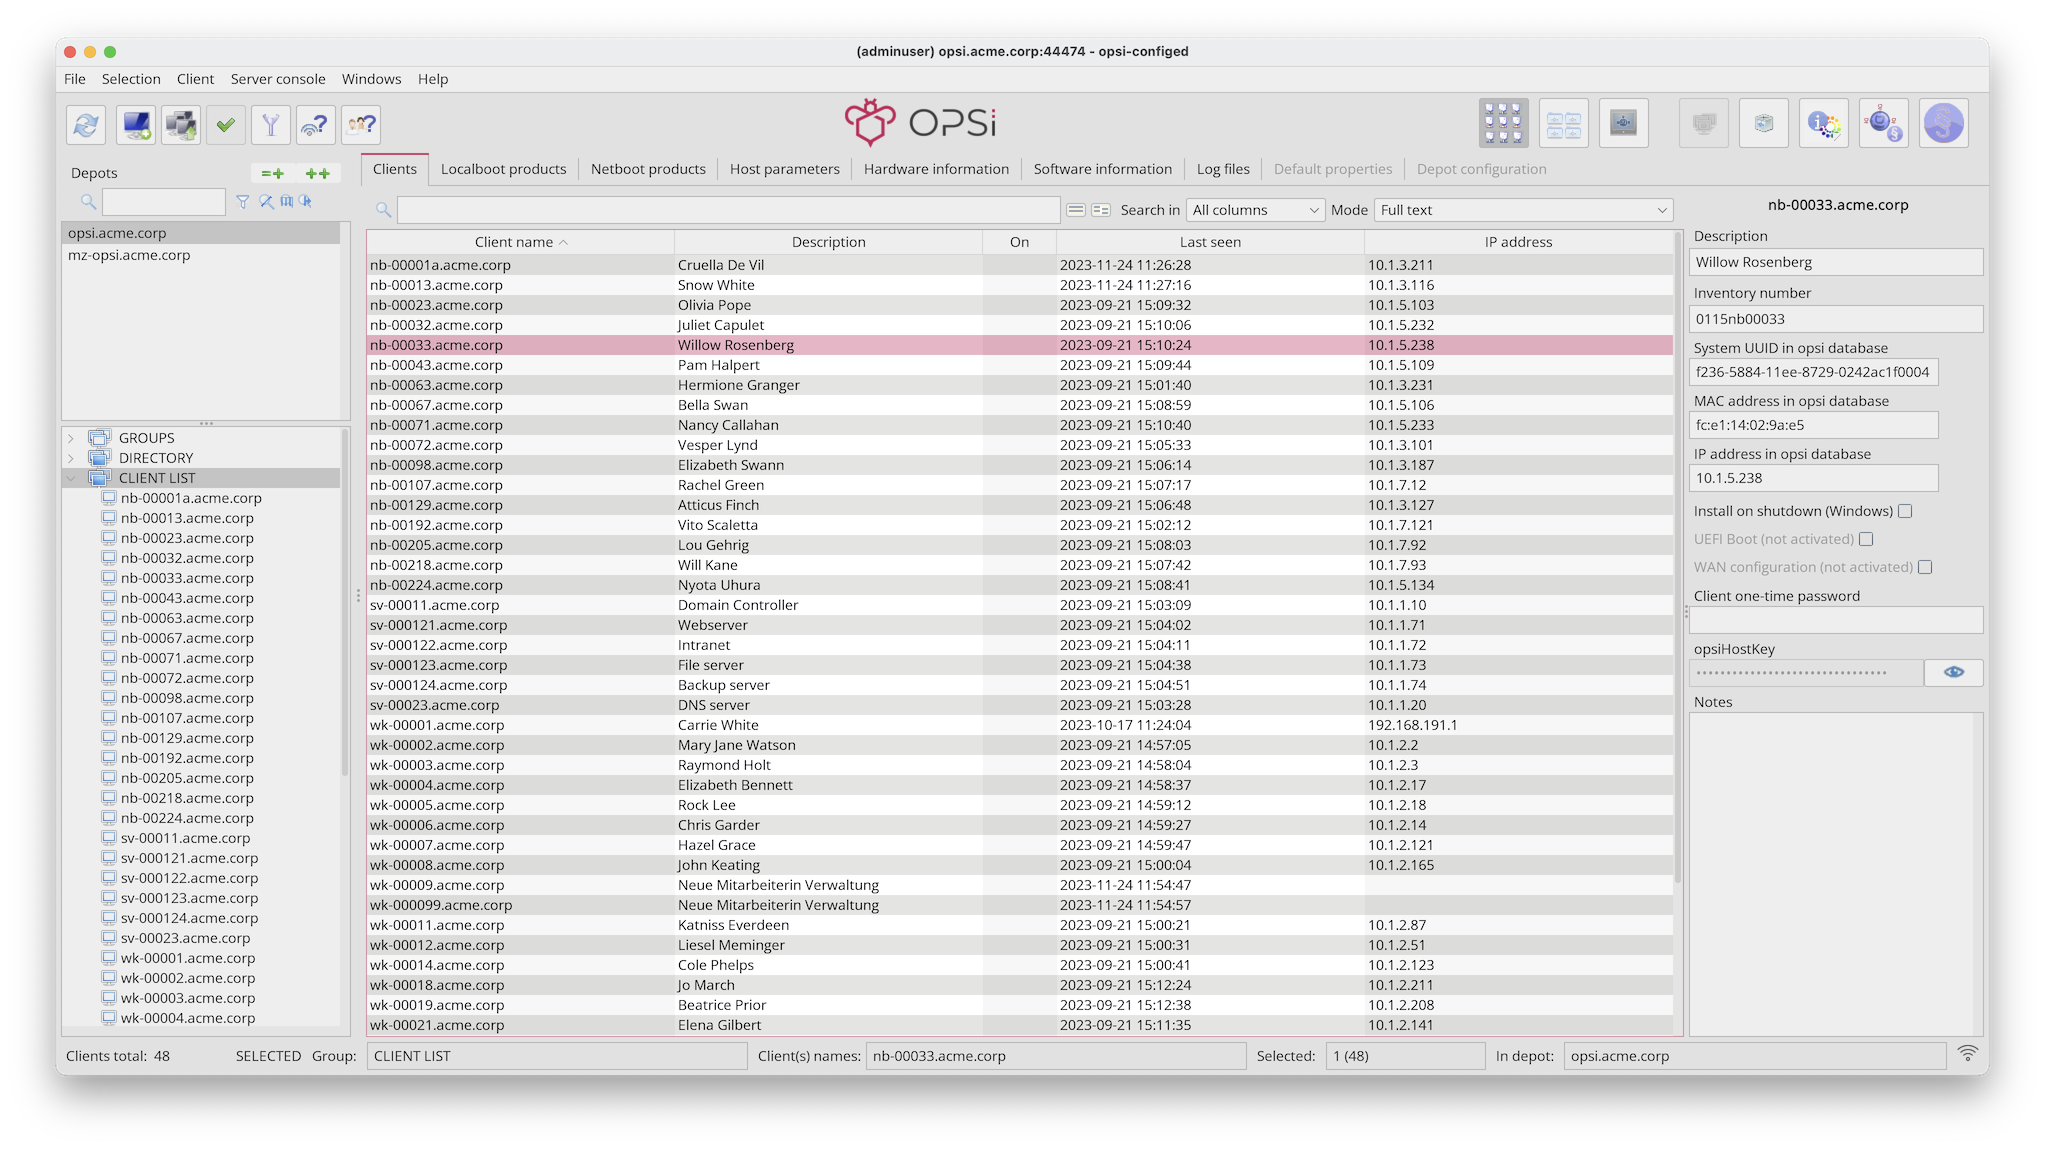 (adminuser) opsi.acme.corp:44474 - opsi-configed
File Selection Client Server console Windows Help
OPSi
Depots
Clients Localboot products Netboot products Host parameters Hardware information Software information Log files Default properties Depot configuration
Search in All columns Mode Full text
opsi.acme.corp
mz-opsi.acme.corp
GROUPS
DIRECTORY
CLIENT LIST
nb-00001a.acme.corp
nb-00013.acme.corp
nb-00023.acme.corp
nb-00032.acme.corp
nb-00033.acme.corp
nb-00043.acme.corp
nb-00063.acme.corp
nb-00067.acme.corp
nb-00071.acme.corp
nb-00072.acme.corp
nb-00098.acme.corp
nb-00107.acme.corp
nb-00129.acme.corp
nb-00192.acme.corp
nb-00205.acme.corp
nb-00218.acme.corp
nb-00224.acme.corp
sv-00011.acme.corp
sv-000121.acme.corp
sv-000122.acme.corp
sv-000123.acme.corp
sv-000124.acme.corp
sv-00023.acme.corp
wk-00001.acme.corp
wk-00002.acme.corp
wk-00003.acme.corp
wk-00004.acme.corp
Client name Description On Last seen IP address
nb-00001a.acme.corp Cruella De Vil 2023-11-24 11:26:28 10.1.3.211
nb-00013.acme.corp Snow White 2023-11-24 11:27:16 10.1.3.116
nb-00023.acme.corp Olivia Pope 2023-09-21 15:09:32 10.1.5.103
nb-00032.acme.corp Juliet Capulet 2023-09-21 15:10:06 10.1.5.232
nb-00033.acme.corp Willow Rosenberg 2023-09-21 15:10:24 10.1.5.238
nb-00043.acme.corp Pam Halpert 2023-09-21 15:09:44 10.1.5.109
nb-00063.acme.corp Hermione Granger 2023-09-21 15:01:40 10.1.3.231
nb-00067.acme.corp Bella Swan 2023-09-21 15:08:59 10.1.5.106
nb-00071.acme.corp Nancy Callahan 2023-09-21 15:10:40 10.1.5.233
nb-00072.acme.corp Vesper Lynd 2023-09-21 15:05:33 10.1.3.101
nb-00098.acme.corp Elizabeth Swann 2023-09-21 15:06:14 10.1.3.187
nb-00107.acme.corp Rachel Green 2023-09-21 15:07:17 10.1.7.12
nb-00129.acme.corp Atticus Finch 2023-09-21 15:06:48 10.1.3.127
nb-00192.acme.corp Vito Scaletta 2023-09-21 15:02:12 10.1.7.121
nb-00205.acme.corp Lou Gehrig 2023-09-21 15:08:03 10.1.7.92
nb-00218.acme.corp Will Kane 2023-09-21 15:07:42 10.1.7.93
nb-00224.acme.corp Nyota Uhura 2023-09-21 15:08:41 10.1.5.134
sv-00011.acme.corp Domain Controller 2023-09-21 15:03:09 10.1.1.10
sv-000121.acme.corp Webserver 2023-09-21 15:04:02 10.1.1.71
sv-000122.acme.corp Intranet 2023-09-21 15:04:11 10.1.1.72
sv-000123.acme.corp File server 2023-09-21 15:04:38 10.1.1.73
sv-000124.acme.corp Backup server 2023-09-21 15:04:51 10.1.1.74
sv-00023.acme.corp DNS server 2023-09-21 15:03:28 10.1.1.20
wk-00001.acme.corp Carrie White 2023-10-17 11:24:04 192.168.191.1
wk-00002.acme.corp Mary Jane Watson 2023-09-21 14:57:05 10.1.2.2
wk-00003.acme.corp Raymond Holt 2023-09-21 14:58:04 10.1.2.3
wk-00004.acme.corp Elizabeth Bennett 2023-09-21 14:58:37 10.1.2.17
wk-00005.acme.corp Rock Lee 2023-09-21 14:59:12 10.1.2.18
wk-00006.acme.corp Chris Garder 2023-09-21 14:59:27 10.1.2.14
wk-00007.acme.corp Hazel Grace 2023-09-21 14:59:47 10.1.2.121
wk-00008.acme.corp John Keating 2023-09-21 15:00:04 10.1.2.165
wk-00009.acme.corp Neue Mitarbeiterin Verwaltung 2023-11-24 11:54:47
wk-000099.acme.corp Neue Mitarbeiterin Verwaltung 2023-11-24 11:54:57
wk-00011.acme.corp Katniss Everdeen 2023-09-21 15:00:21 10.1.2.87
wk-00012.acme.corp Liesel Meminger 2023-09-21 15:00:31 10.1.2.51
wk-00014.acme.corp Cole Phelps 2023-09-21 15:00:41 10.1.2.123
wk-00018.acme.corp Jo March 2023-09-21 15:12:24 10.1.2.211
wk-00019.acme.corp Beatrice Prior 2023-09-21 15:12:38 10.1.2.208
wk-00021.acme.corp Elena Gilbert 2023-09-21 15:11:35 10.1.2.141
nb-00033.acme.corp
Description
Willow Rosenberg
Inventory number
0115nb00033
System UUID in opsi database
f236-5884-11ee-8729-0242ac1f0004
MAC address in opsi database
fc:e1:14:02:9a:e5
IP address in opsi database
10.1.5.238
Install on shutdown (Windows)
UEFI Boot (not activated)
WAN configuration (not activated)
Client one-time password
opsiHostKey
Notes
Clients total: 48 SELECTED Group: CLIENT LIST Client(s) names: nb-00033.acme.corp Selected: 1 (48) In depot: opsi.acme.corp